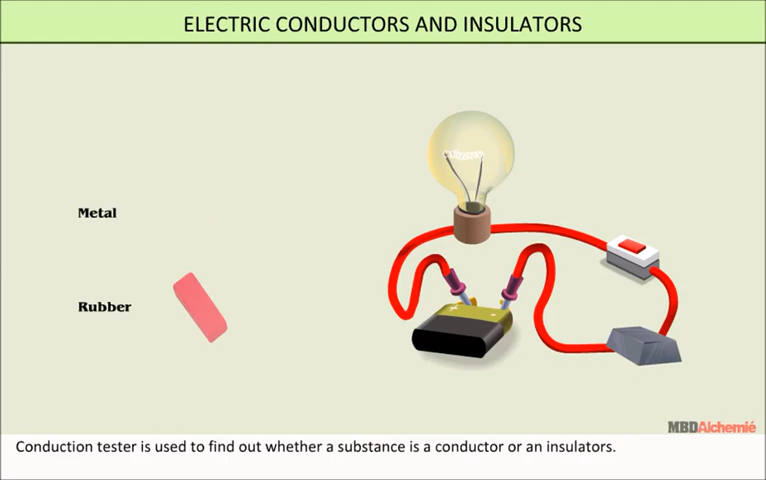 ELECTRIC CONDUCTORS AND INSULATORS
Metal
Rubber
+ -
MBDAlchemié
Conduction tester is used to find out whether a substance is a conductor or an insulators.